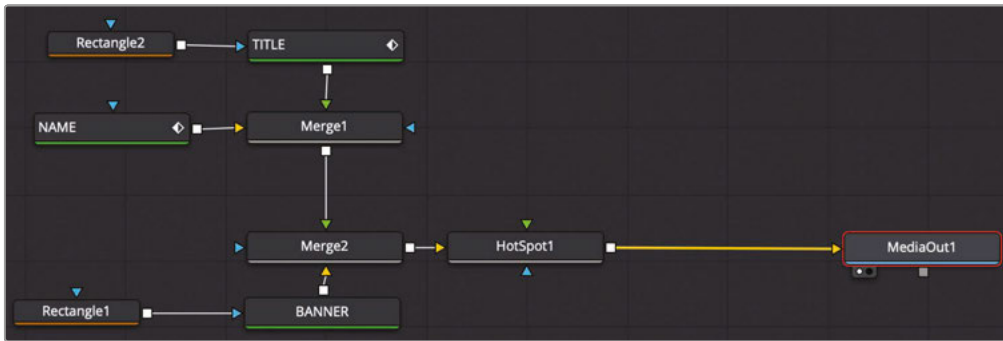 Rectangle2
TITLE
NAME
Merge1
Merge2
HotSpot1
MediaOut1
Rectangle1
BANNER